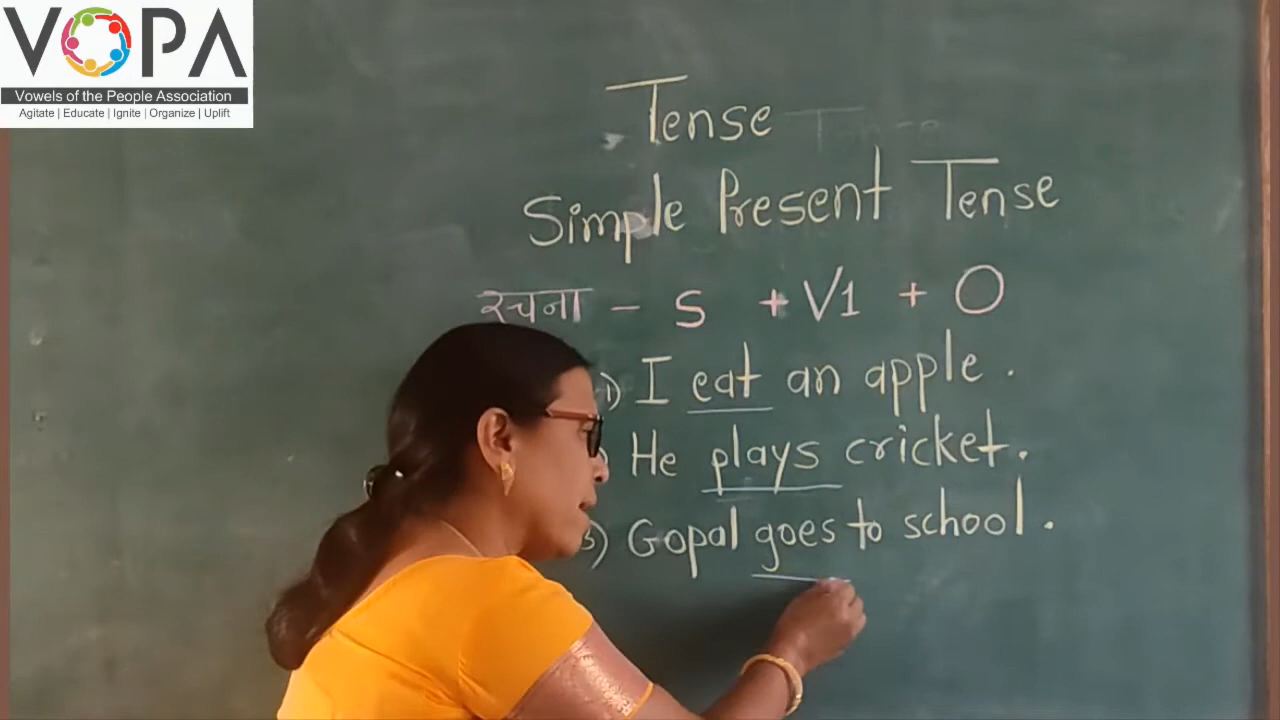 VOPA
Vowels of the People Association
Agitate | Educate | Ignite | Organize | Uplift
Tense
Simple Present Tense
रचना - S + V1 + O
1) I eat an apple.
) He plays cricket.
3) Gopal goes to school.